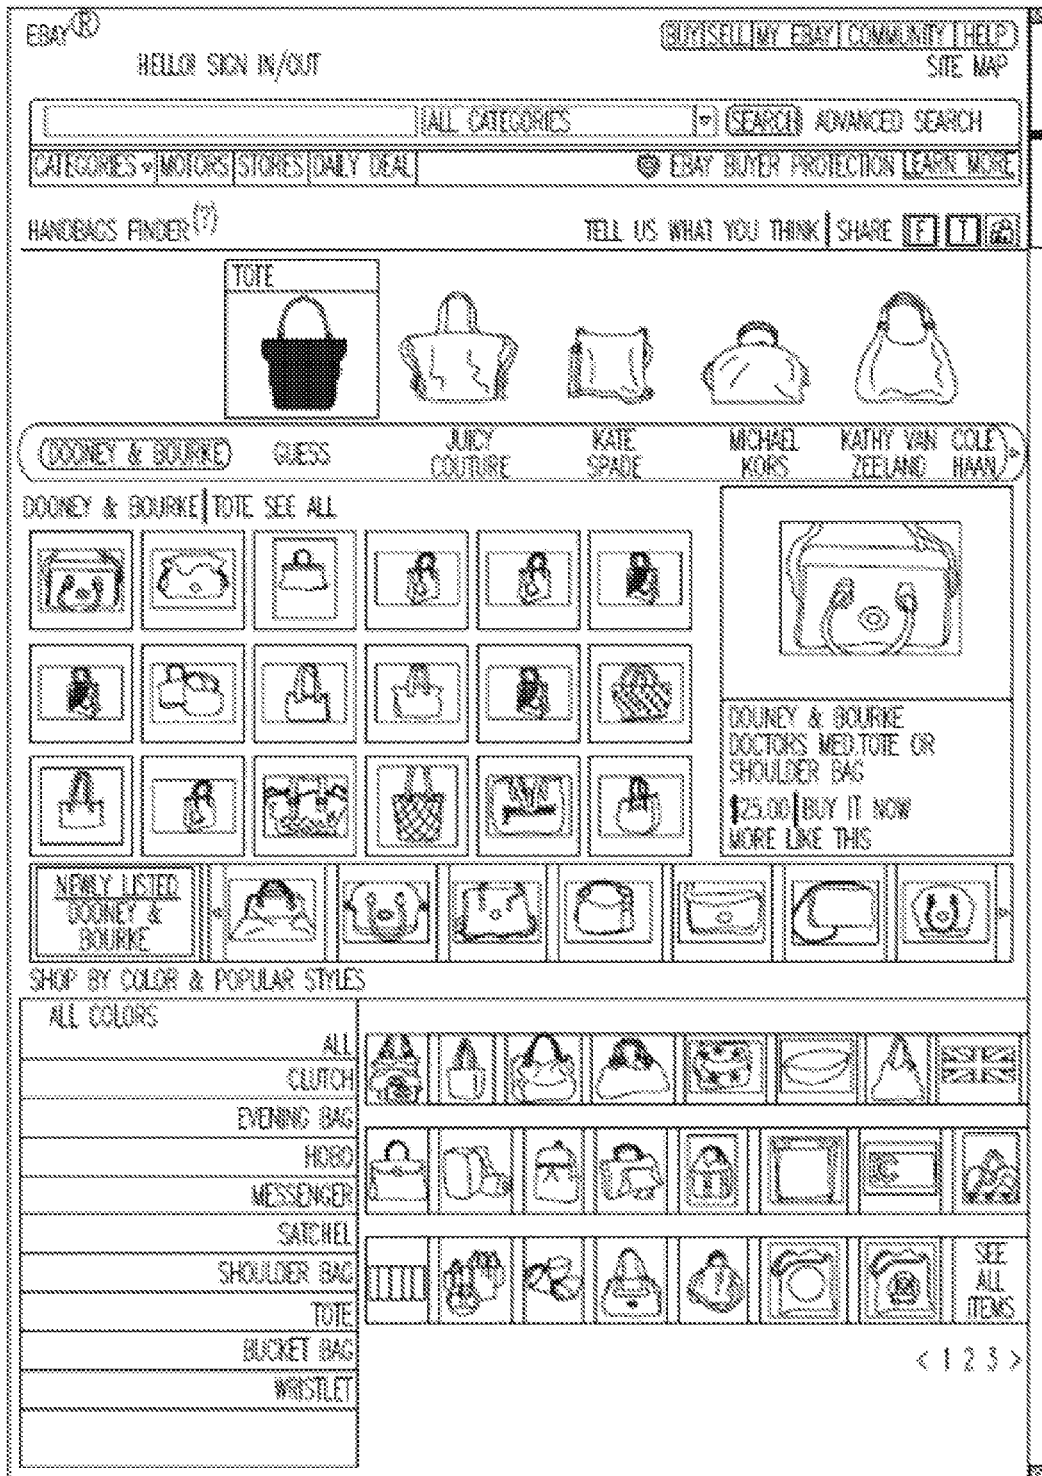 EBAY®
BUY|SELL|MY EBAY|COMMUNITY|HELP
HELLO! SIGN IN/OUT
SITE MAP
ALL CATEGORIES SEARCH ADVANCED SEARCH
CATEGORIES MOTORS STORES DAILY DEAL EBAY BUYER PROTECTION LEARN MORE
HANDBAGS FINDER(?) TELL US WHAT YOU THINK|SHARE F T
TOTE
DOONEY & BOURKE GUESS JUICY COUTURE KATE SPADE MICHAEL KORS KATHY VAN ZEELAND COLE HAAN
DOONEY & BOURKE|TOTE SEE ALL
DOUNEY & BOURKE
DOCTORS MED.TOTE OR
SHOULDER BAG
$25.00|BUY IT NOW
MORE LIKE THIS
NEWLY LISTED
DOONEY &
BOURKE
SHOP BY COLOR & POPULAR STYLES
ALL COLORS
ALL
CLUTCH
EVENING BAG
HOBO
MESSENGER
SATCHEL
SHOULDER BAG
TOTE
BUCKET BAG
WRISTLET
SEE
ALL
ITEMS
< 1 2 3 >